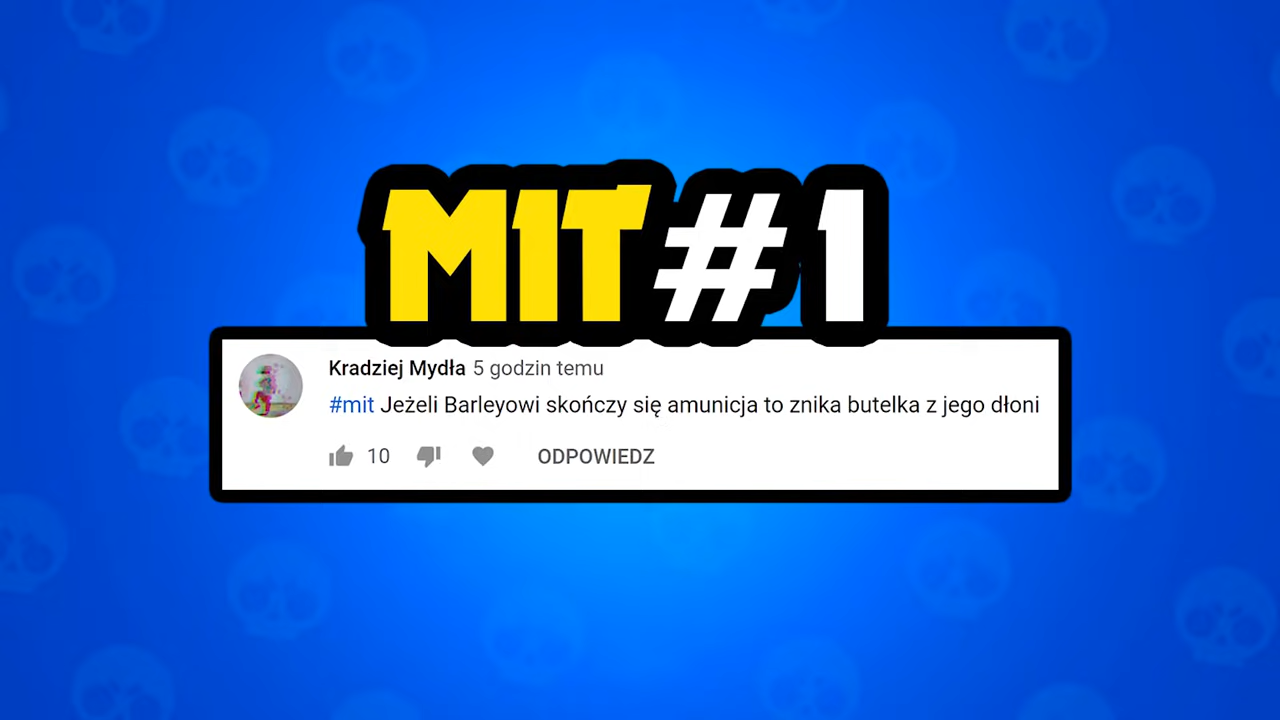 MIT#1
Kradziej Mydła 5 godzin temu
#mit Jeżeli Barleyowi skończy się amunicja to znika butelka z jego dłoni
10 ODPOWIEDZ